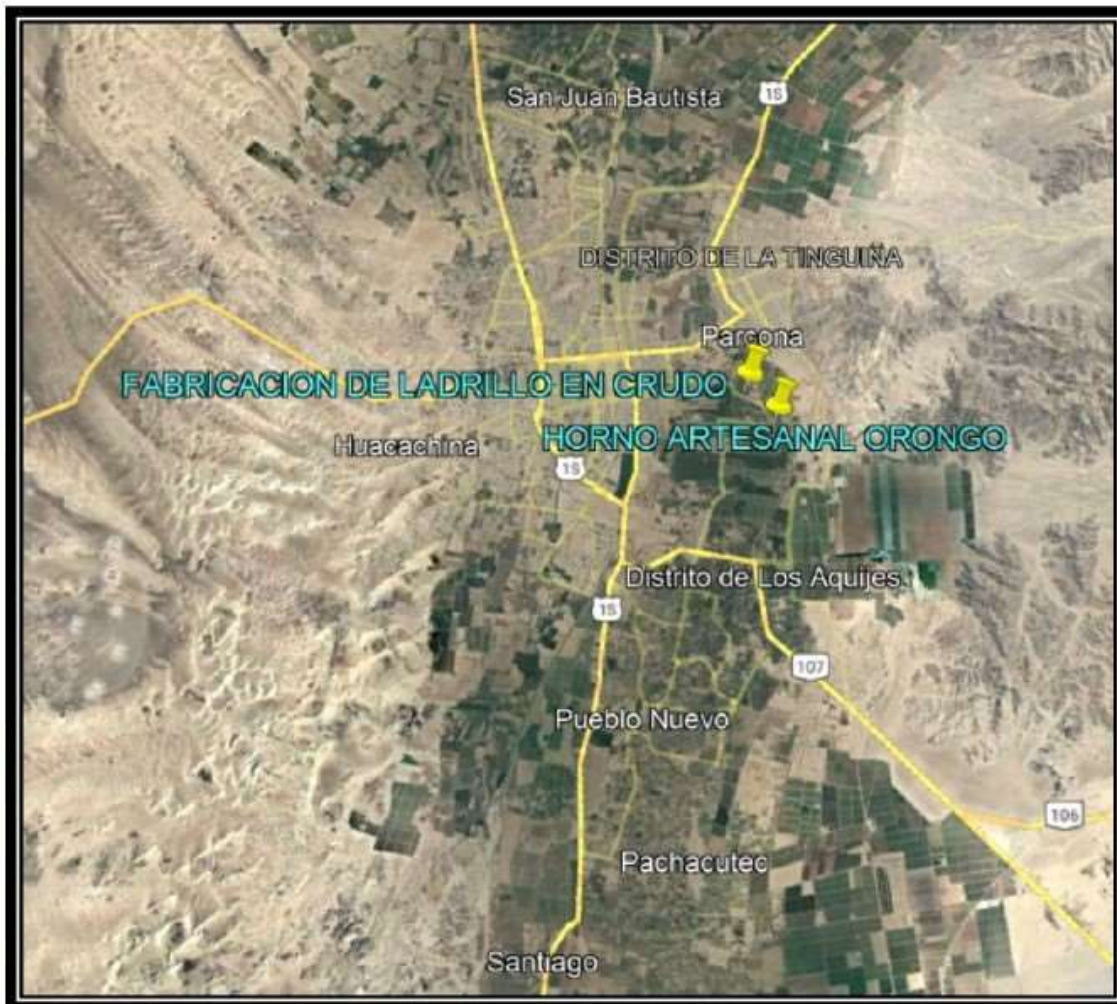 San Juan Bautista
1S
DISTRITO DE LA TINGUIÑA
Parcona
FABRICACION DE LADRILLO EN CRUDO
HORNO ARTESANAL ORONGO
Huacachina
1S
Distrito de Los Aquijes
1S
107
Pueblo Nuevo
106
Pachacutec
Santiago